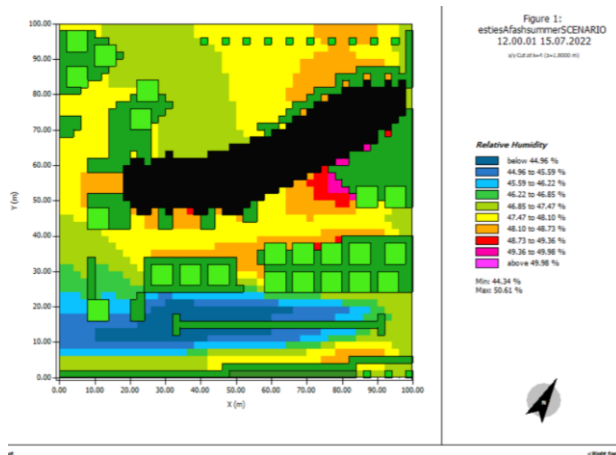 Figure 1:
estiesAfashsummerSCENARIO
12.00.01 15.07.2022
x/y Cut at k=4 (z=1.8000 m)
100.00
90.00
80.00
70.00
60.00
50.00
40.00
30.00
20.00
10.00
0.00
Y (m)
0.00 10.00 20.00 30.00 40.00 50.00 60.00 70.00 80.00 90.00 100.00
X (m)
Relative Humidity
below 44.96 %
44.96 to 45.59 %
45.59 to 46.22 %
46.22 to 46.85 %
46.85 to 47.47 %
47.47 to 48.10 %
48.10 to 48.73 %
48.73 to 49.36 %
49.36 to 49.98 %
above 49.98 %
Min: 44.34 %
Max: 50.61 %
N